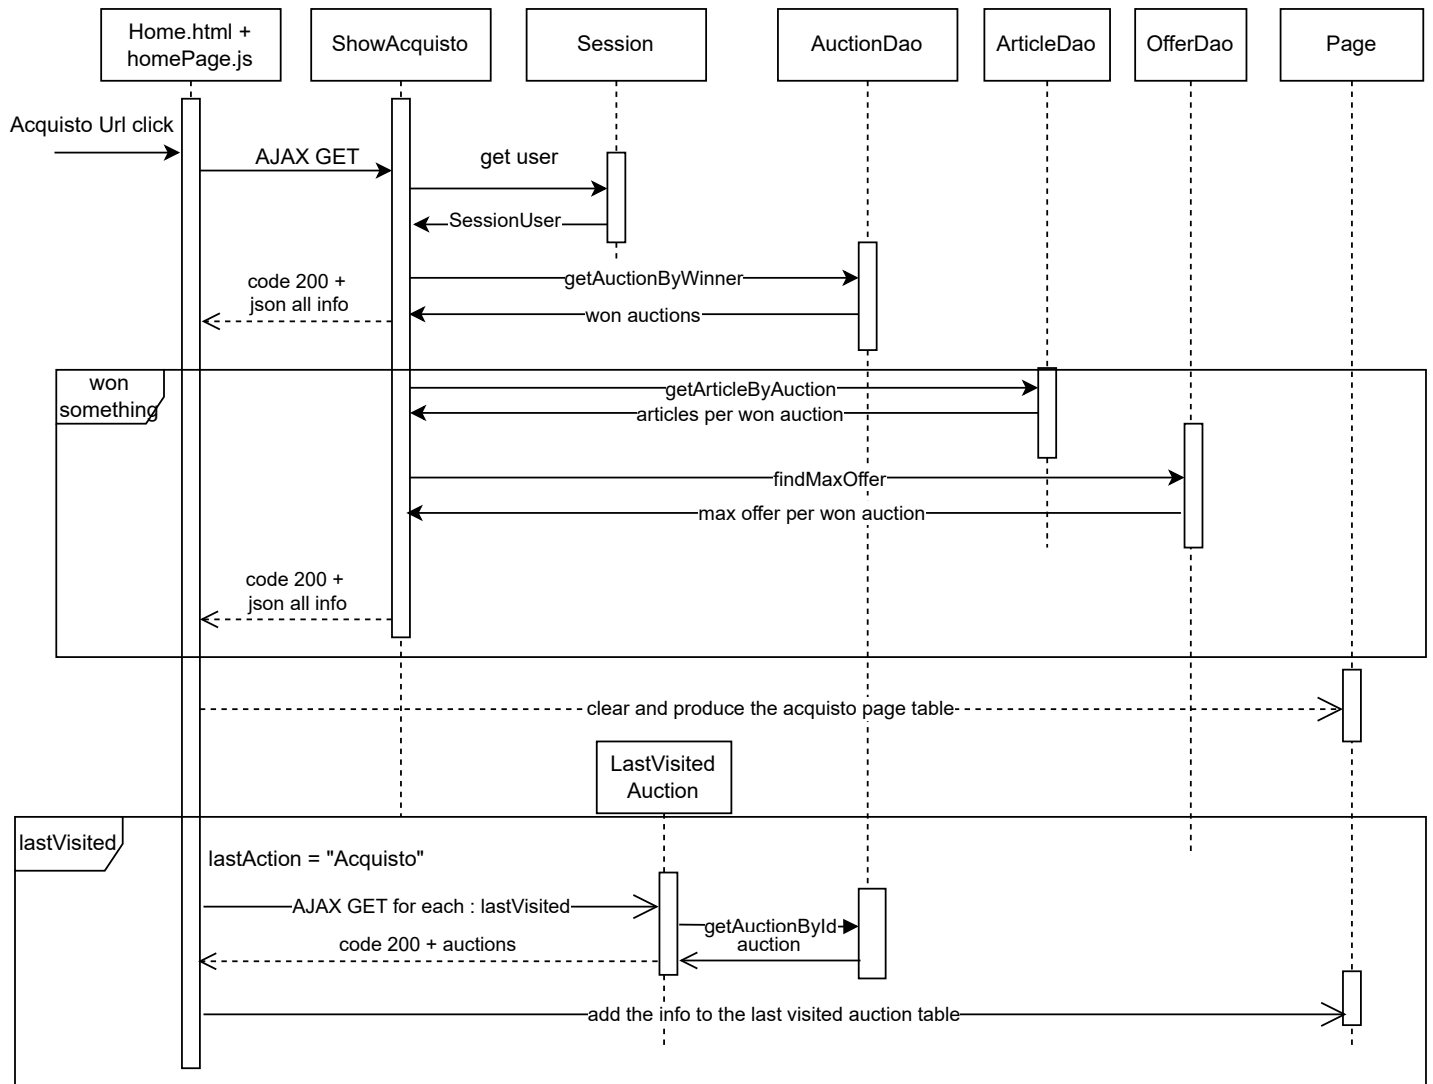 Home.html +
homePage.js
ShowAcquisto
Session
AuctionDao
ArticleDao
OfferDao
Page
Acquisto Url click
AJAX GET
get user
SessionUser
getAuctionByWinner
code 200 +
json all info
won auctions
won
something
getArticleByAuction
articles per won auction
findMaxOffer
max offer per won auction
code 200 +
json all info
clear and produce the acquisto page table
LastVisited
Auction
lastVisited
lastAction = "Acquisto"
AJAX GET for each : lastVisited
getAuctionById
code 200 + auctions
auction
add the info to the last visited auction table